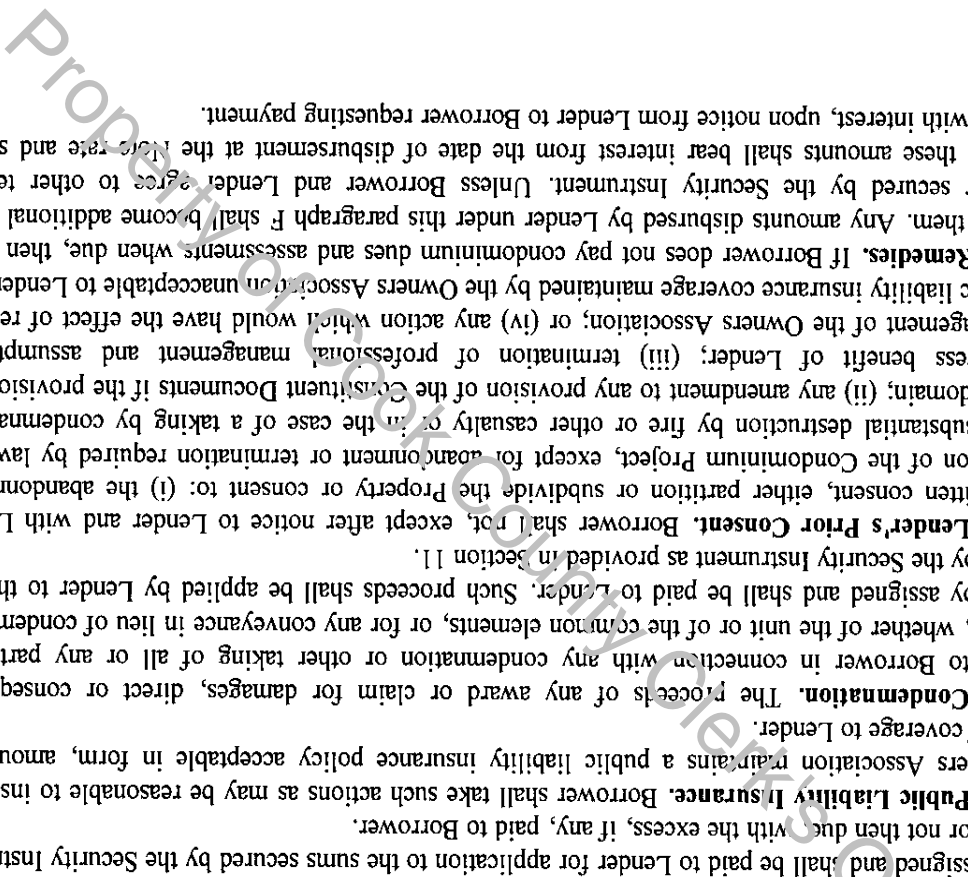 ssigned and shall be paid to Lender for application to the sums secured by the Security Instr
or not then due, with the excess, if any, paid to Borrower.
Public Liability Insurance. Borrower shall take such actions as may be reasonable to ins
ers Association maintains a public liability insurance policy acceptable in form, amou
coverage to Lender.
Condemnation. The proceeds of any award or claim for damages, direct or conseq
to Borrower in connection with any condemnation or other taking of all or any part
, whether of the unit or of the common elements, or for any conveyance in lieu of condem
by assigned and shall be paid to Lender. Such proceeds shall be applied by Lender to th
by the Security Instrument as provided in Section 11.
Lender's Prior Consent. Borrower shall not, except after notice to Lender and with L
tten consent, either partition or subdivide the Property or consent to: (i) the abandonm
on of the Condominium Project, except for abandonment or termination required by law
substantial destruction by fire or other casualty or in the case of a taking by condemna
domain; (ii) any amendment to any provision of the Constituent Documents if the provisio
ess benefit of Lender; (iii) termination of professional management and assumpt
gement of the Owners Association; or (iv) any action which would have the effect of re
c liability insurance coverage maintained by the Owners Association unacceptable to Lender
Remedies. If Borrower does not pay condominium dues and assessments when due, then
them. Any amounts disbursed by Lender under this paragraph F shall become additional
r secured by the Security Instrument. Unless Borrower and Lender agree to other te
these amounts shall bear interest from the date of disbursement at the Note rate and s
with interest, upon notice from Lender to Borrower requesting payment.
Property of Cook County Clerk's O